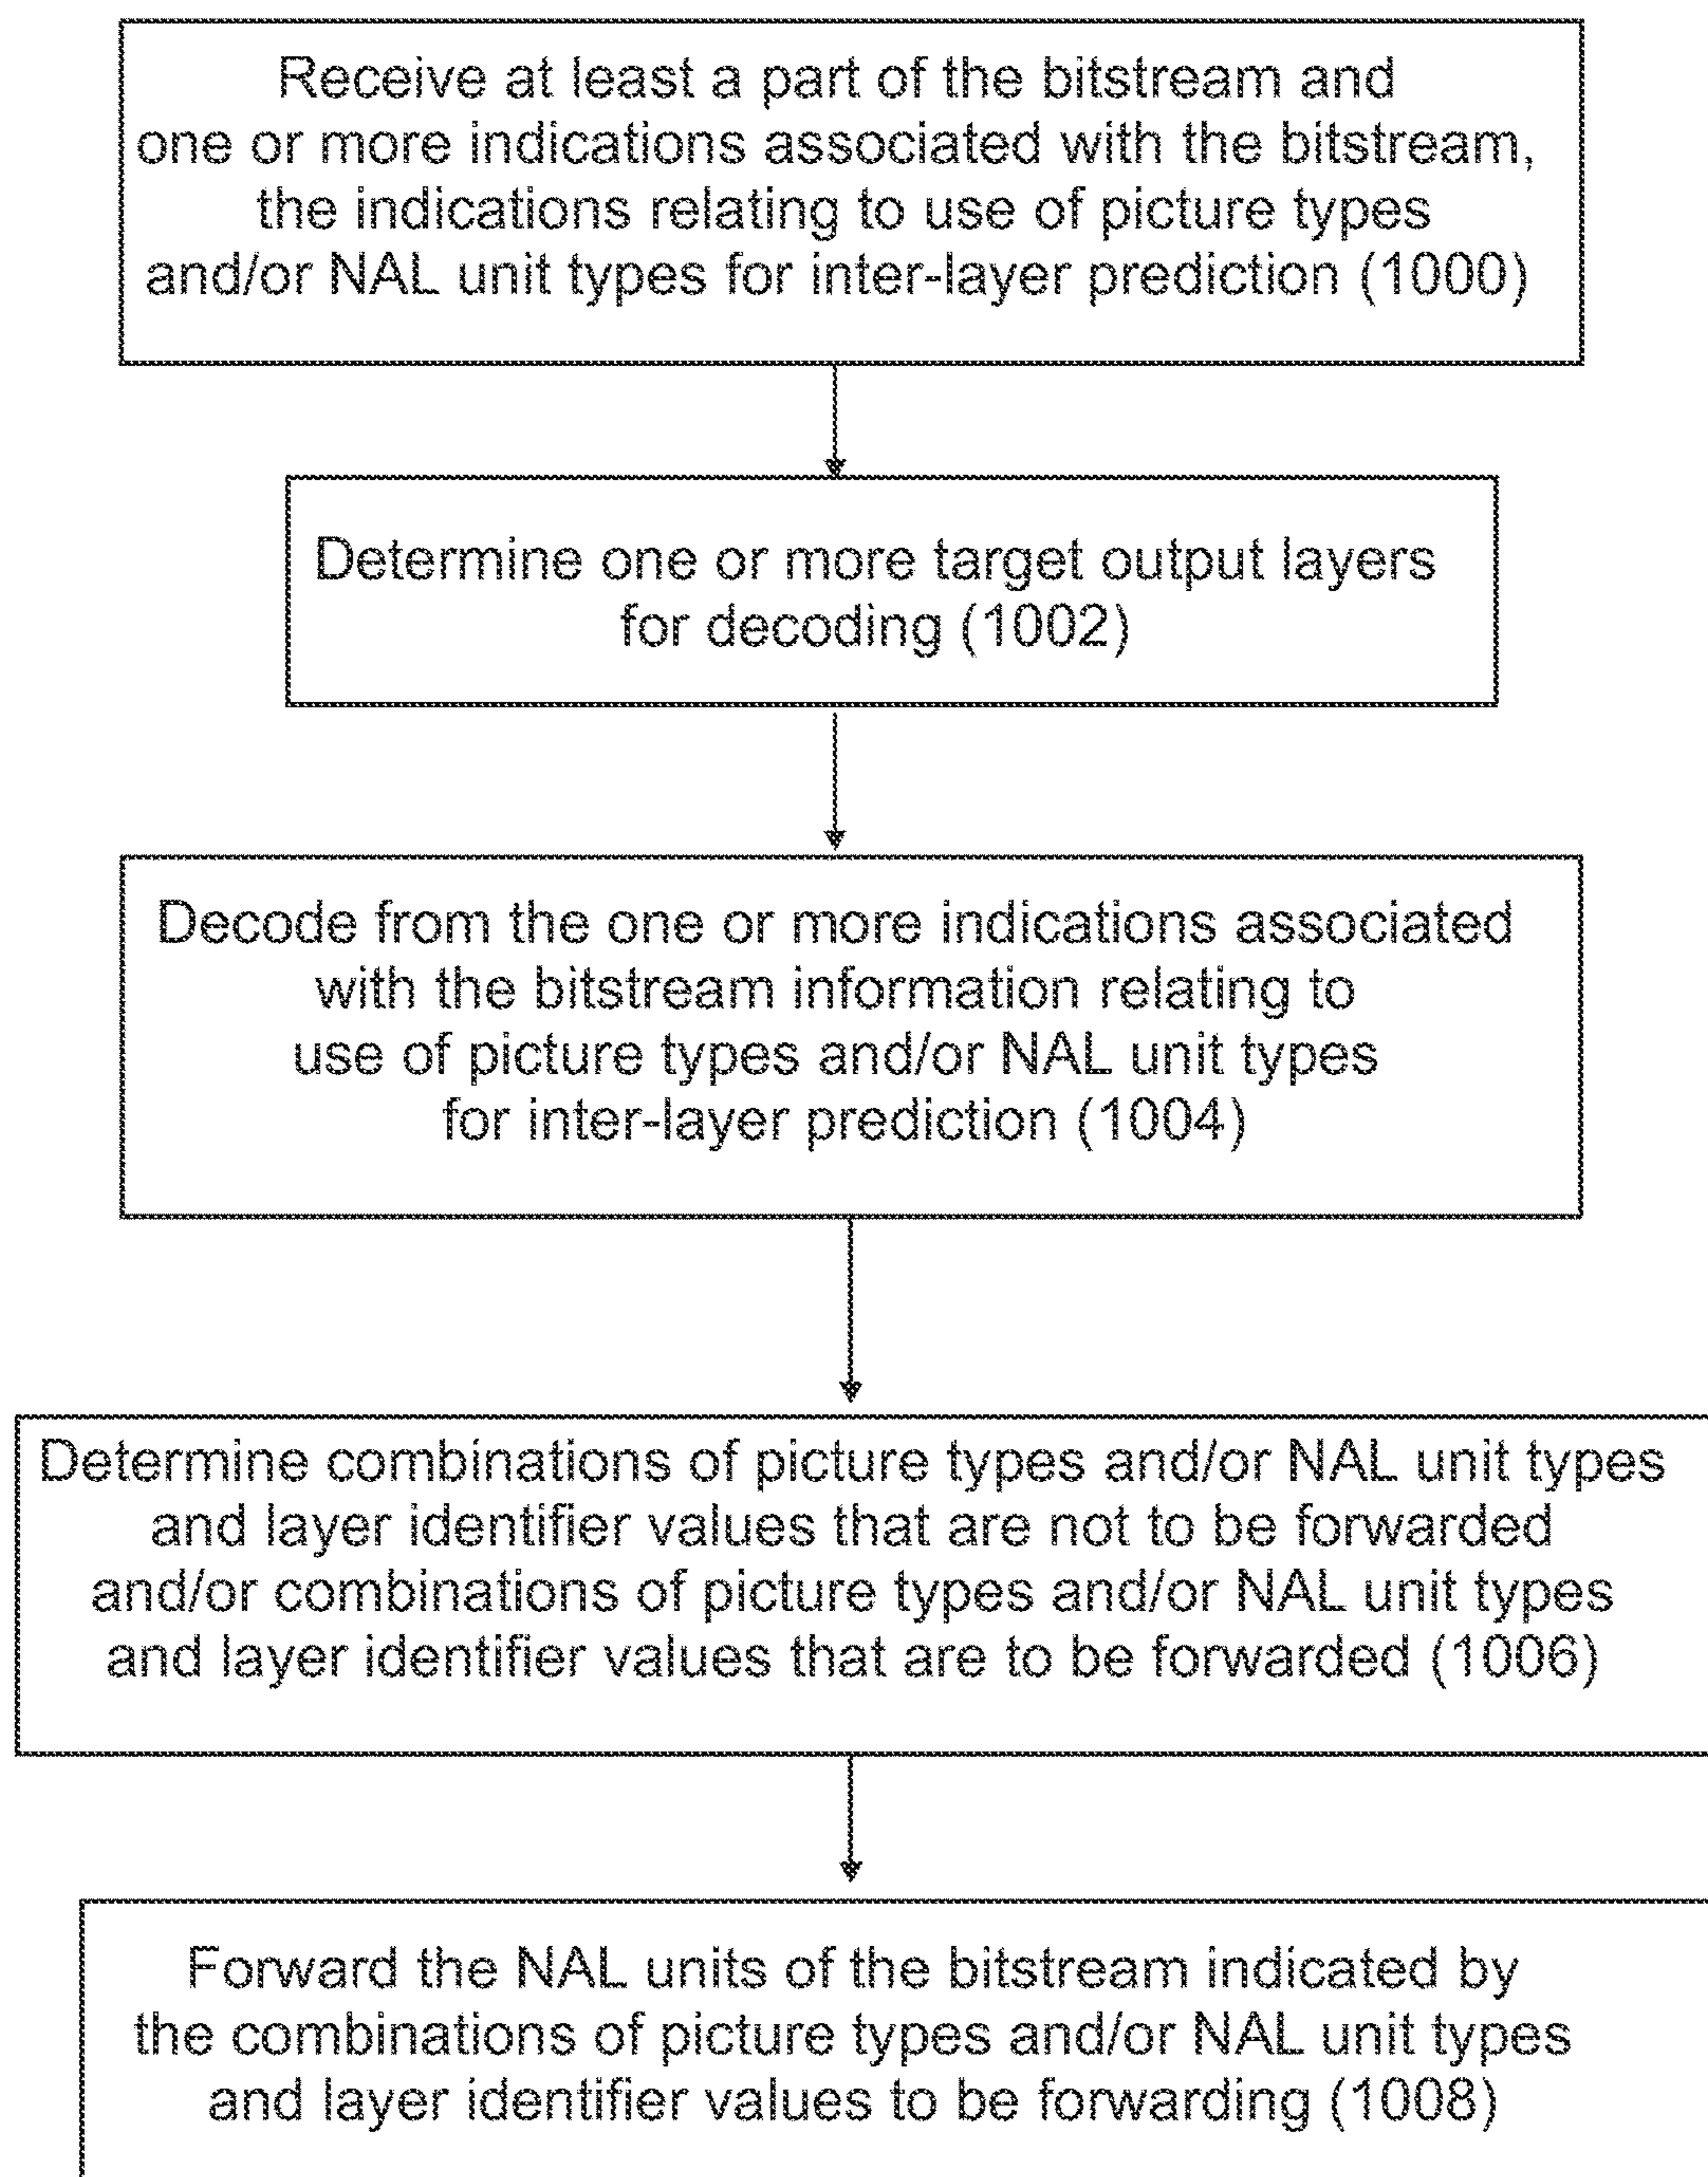 Receive at least a part of the bitstream and
one or more indications associated with the bitstream,
the indications relating to use of picture types
and/or NAL unit types for inter-layer prediction (1000)
Determine one or more target output layers
for decoding (1002)
Decode from the one or more indications associated
with the bitstream information relating to
use of picture types and/or NAL unit types
for inter-layer prediction (1004)
Determine combinations of picture types and/or NAL unit types
and layer identifier values that are not to be forwarded
and/or combinations of picture types and/or NAL unit types
and layer identifier values that are to be forwarded (1006)
Forward the NAL units of the bitstream indicated by
the combinations of picture types and/or NAL unit types
and layer identifier values to be forwarding (1008)